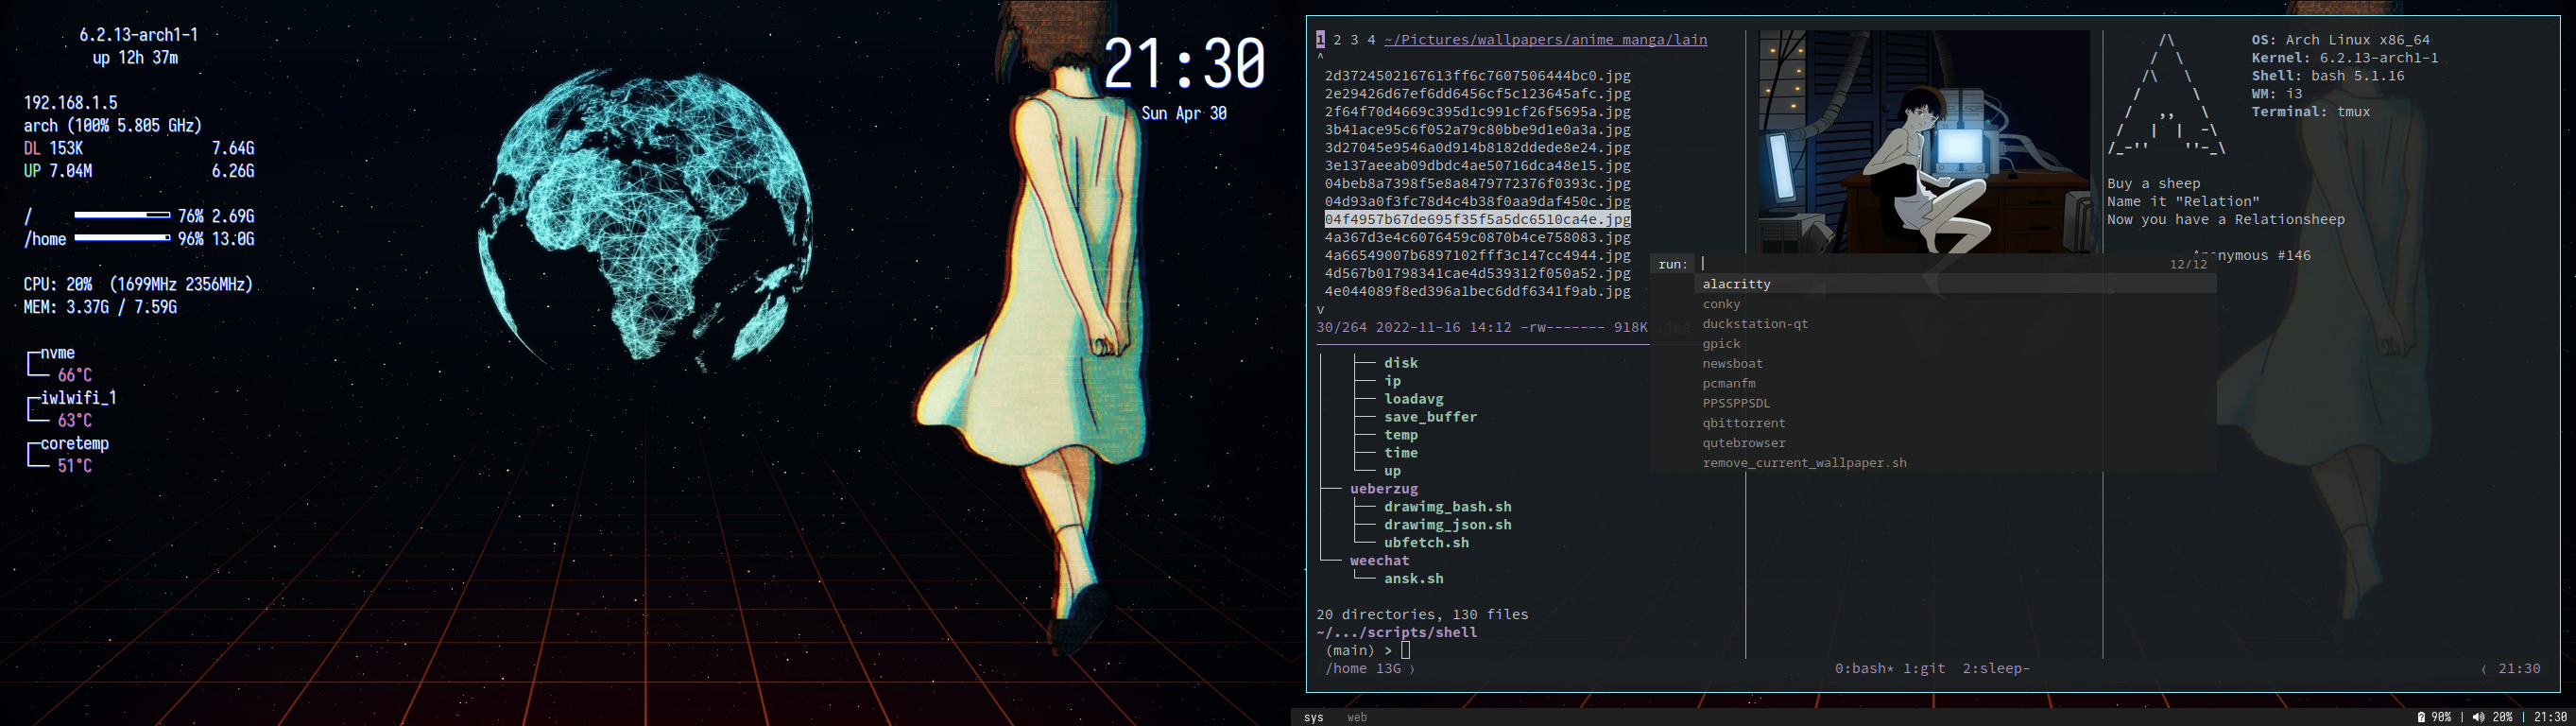 6.2.13-arch1-1
up 12h 37m
192.168.1.5
arch (100% 5.805 GHz)
DL 153K 7.64G
UP 7.04M 6.26G
/ 76% 2.69G
/home 96% 13.0G
CPU: 20% (1699MHz 2356MHz)
MEM: 3.37G / 7.59G
nvme
66°C
iwlwifi_1
63°C
coretemp
51°C
21:30
Sun Apr 30
1 2 3 4 ~/Pictures/wallpapers/anime_manga/lain
^
2d3724502167613ff6c7607506444bc0.jpg
2e29426d67ef6dd6456cf5c123645afc.jpg
2f64f70d4669c395d1c991cf26f5695a.jpg
3b41ace95c6f052a79c80bbe9d1e0a3a.jpg
3d27045e9546a0d914b8182ddede8e24.jpg
3e137aeeab09dbdc4ae50716dca48e15.jpg
04beb8a7398f5e8a8479772376f0393c.jpg
04d93a0f3fc78d4c4b38f0aa9daf450c.jpg
04f4957b67de695f35f5a5dc6510ca4e.jpg
4a367d3e4c6076459c0870b4ce758083.jpg
4a66549007b6897102fff3c147cc4944.jpg
4d567b01798341cae4d539312f050a52.jpg
4e044089f8ed396a1bec6ddf6341f9ab.jpg
v
30/264 2022-11-16 14:12 -rw------- 918K
disk
ip
loadavg
save_buffer
temp
time
up
ueberzug
drawimg_bash.sh
drawimg_json.sh
ubfetch.sh
weechat
ansk.sh
20 directories, 130 files
~/.../scripts/shell
(main) >
/home 13G ⟩
0:bash* 1:git 2:sleep-
⟨ 21:30
/\
/ \
/\ \
/ \
/ ,, \
/ | | -\
/_-'' ''-_\
OS: Arch Linux x86_64
Kernel: 6.2.13-arch1-1
Shell: bash 5.1.16
WM: i3
Terminal: tmux
Buy a sheep
Name it "Relation"
Now you have a Relationsheep
#146
run: 12/12
alacritty
conky
duckstation-qt
gpick
newsboat
pcmanfm
PPSSPPSDL
qbittorrent
qutebrowser
remove_current_wallpaper.sh
sys web
90% | 20% | 21:30